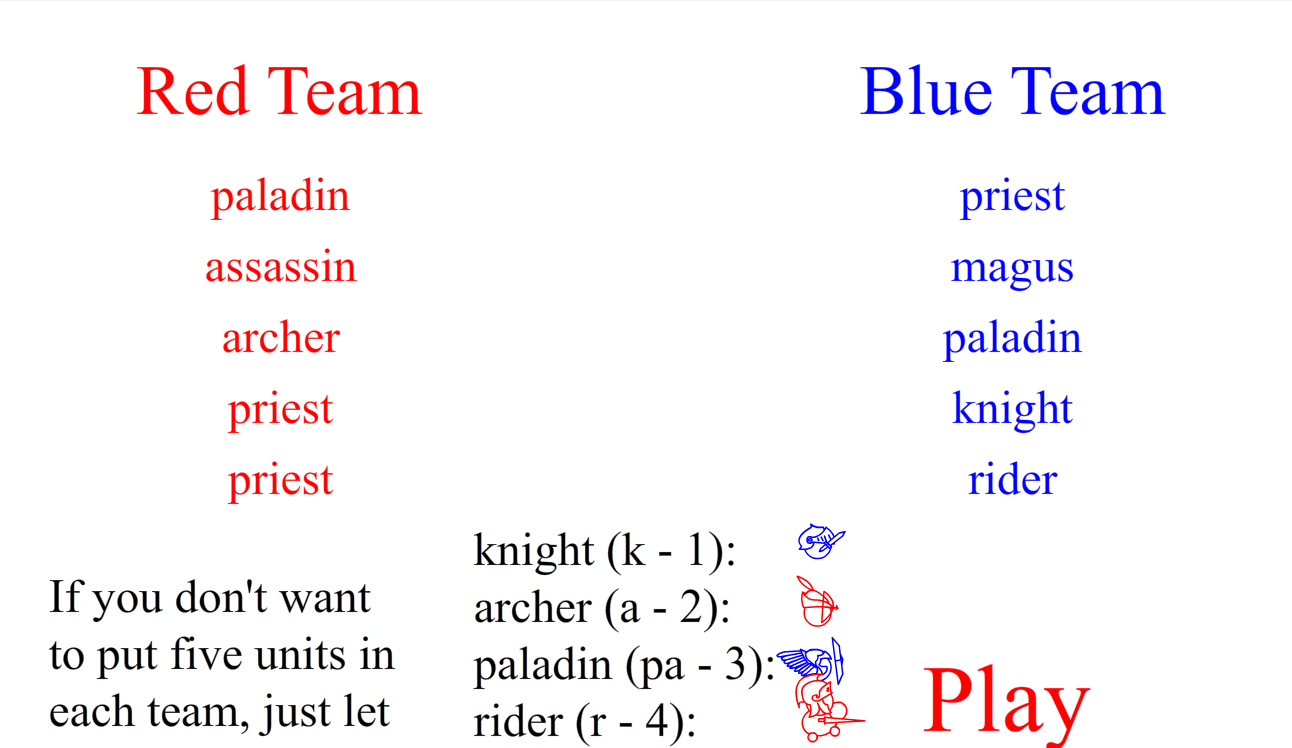 Red Team
Blue Team
paladin
priest
assassin
magus
archer
paladin
priest
knight
priest
rider
If you don't want
to put five units in
each team, just let
knight (k - 1):
archer (a - 2):
paladin (pa - 3):
rider (r - 4):
Play